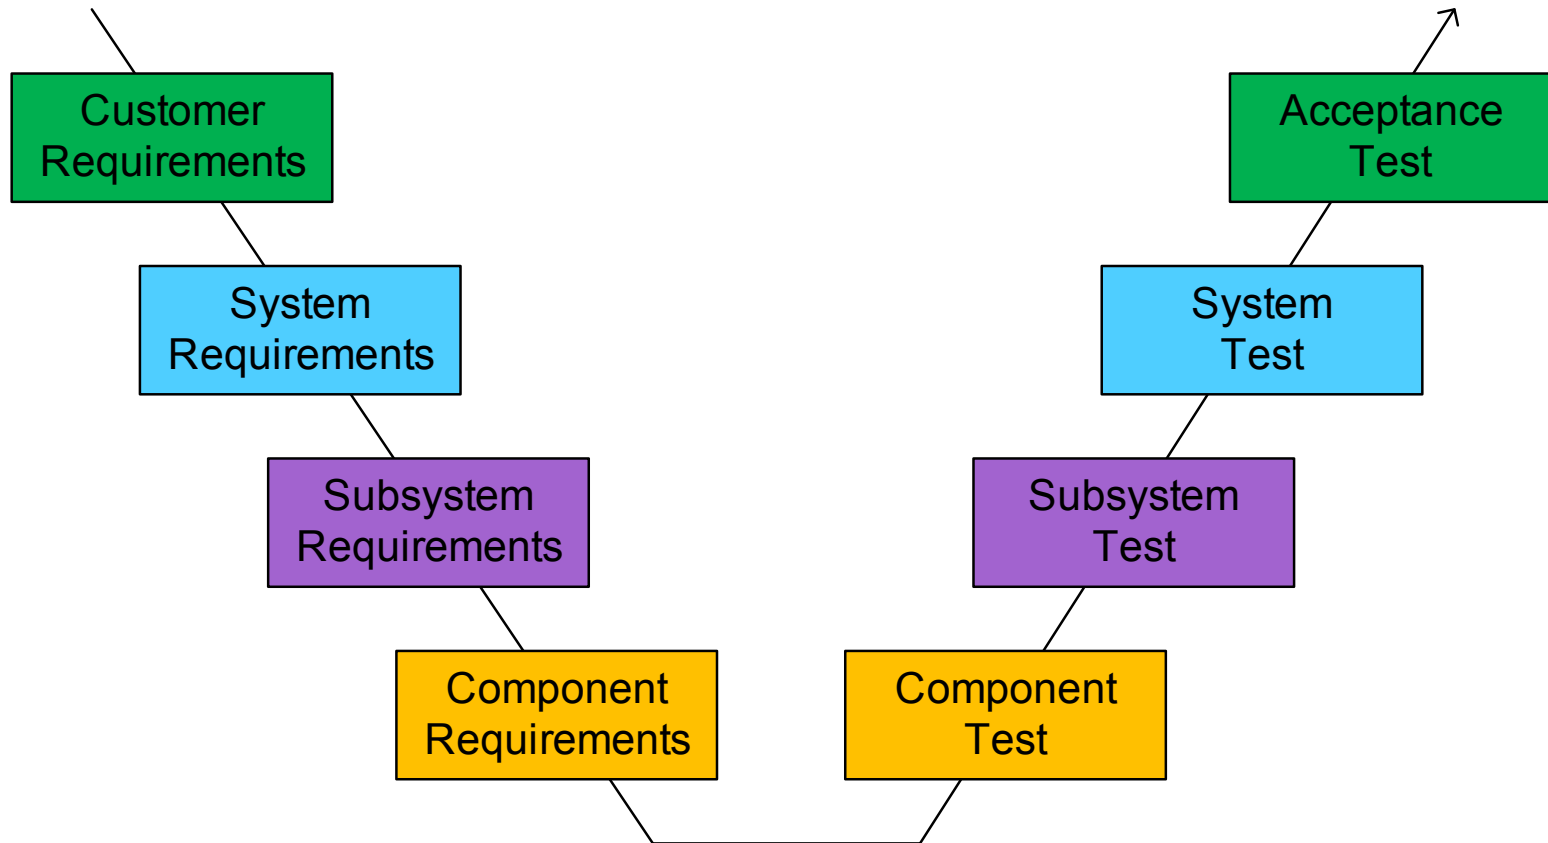 Customer
Requirements
System
Requirements
Subsystem
Requirements
Component
Requirements
Component
Test
Subsystem
Test
System
Test
Acceptance
Test